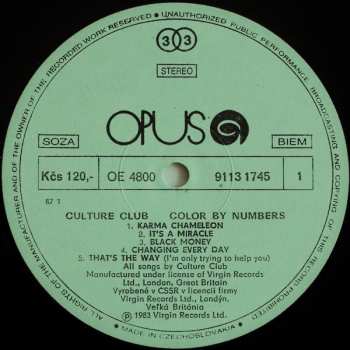 ALL RIGHTS OF THE MANUFACTURER AND OF THE OWNER OF THE RECORDED WORK RESERVED • UNAUTHORIZED PUBLIC PERFORMANCE, BROADCASTING AND COPYING OF THIS RECORD PROHIBITED
33
STEREO
OPUS
SOZA BIEM
Kčs 120,- OE 4800 9113 1745 1
87 1
CULTURE CLUB COLOR BY NUMBERS
1. KARMA CHAMELEON
2. IT'S A MIRACLE
3. BLACK MONEY
4. CHANGING EVERY DAY
5. THAT'S THE WAY (I'm only trying to help you)
All songs by Culture Club
Manufactured under license of Virgin Records
Ltd., London, Great Britain
Vyrobené v ČSSR v licencii firmy
Virgin Records Ltd., Londýn,
Veľká Británia
℗ 1983 Virgin Records Ltd.
• MADE IN CZECHOSLOVAKIA •